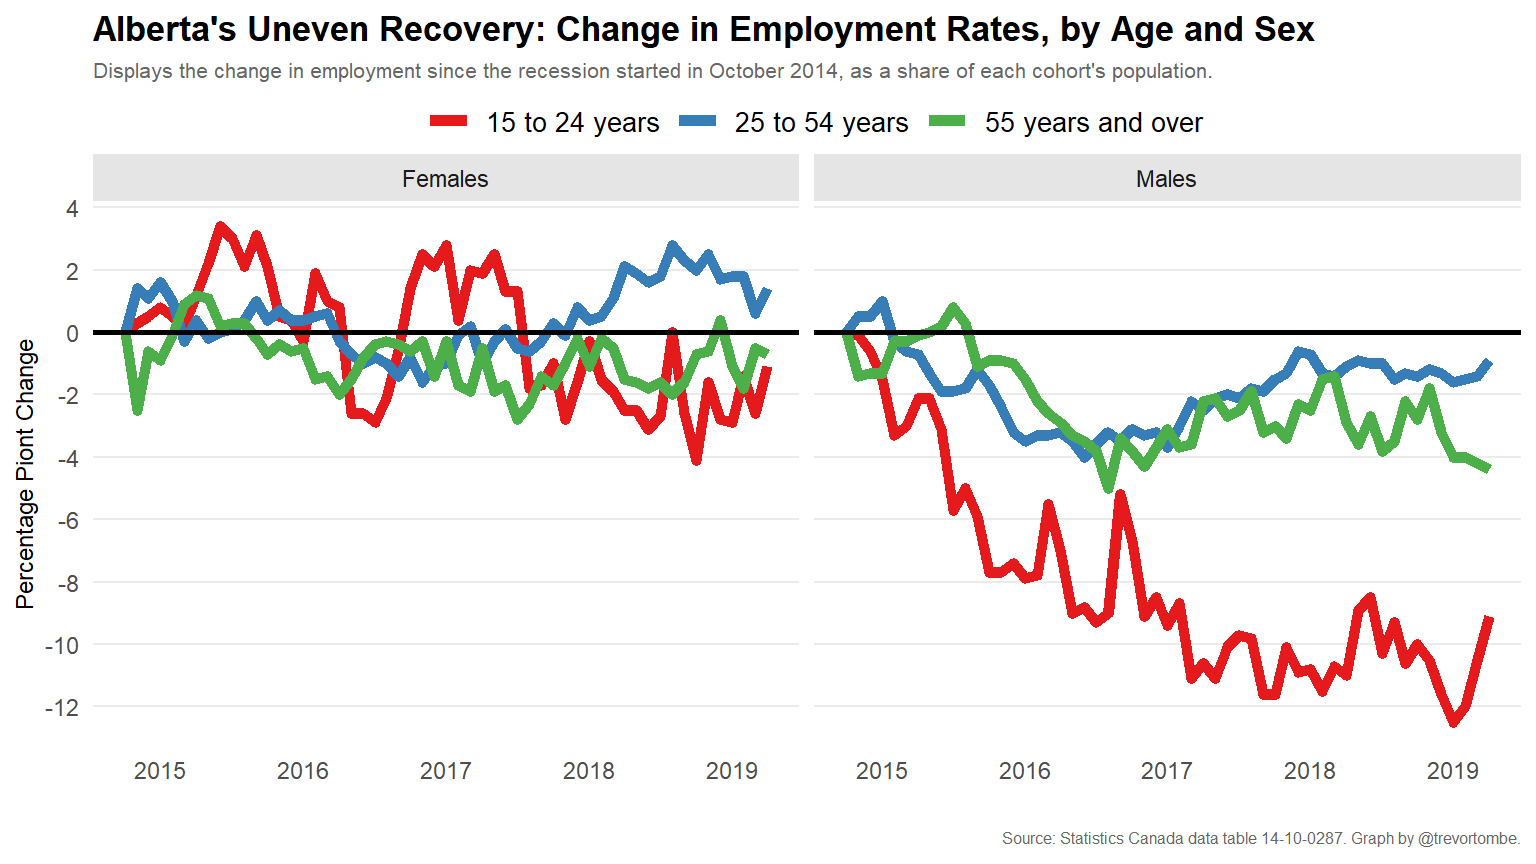 Alberta's Uneven Recovery: Change in Employment Rates, by Age and Sex
Displays the change in employment since the recession started in October 2014, as a share of each cohort's population.
15 to 24 years 25 to 54 years 55 years and over
Females Males
Percentage Piont Change
4
2
0
-2
-4
-6
-8
-10
-12
2015 2016 2017 2018 2019 2015 2016 2017 2018 2019
Source: Statistics Canada data table 14-10-0287. Graph by @trevortombe.